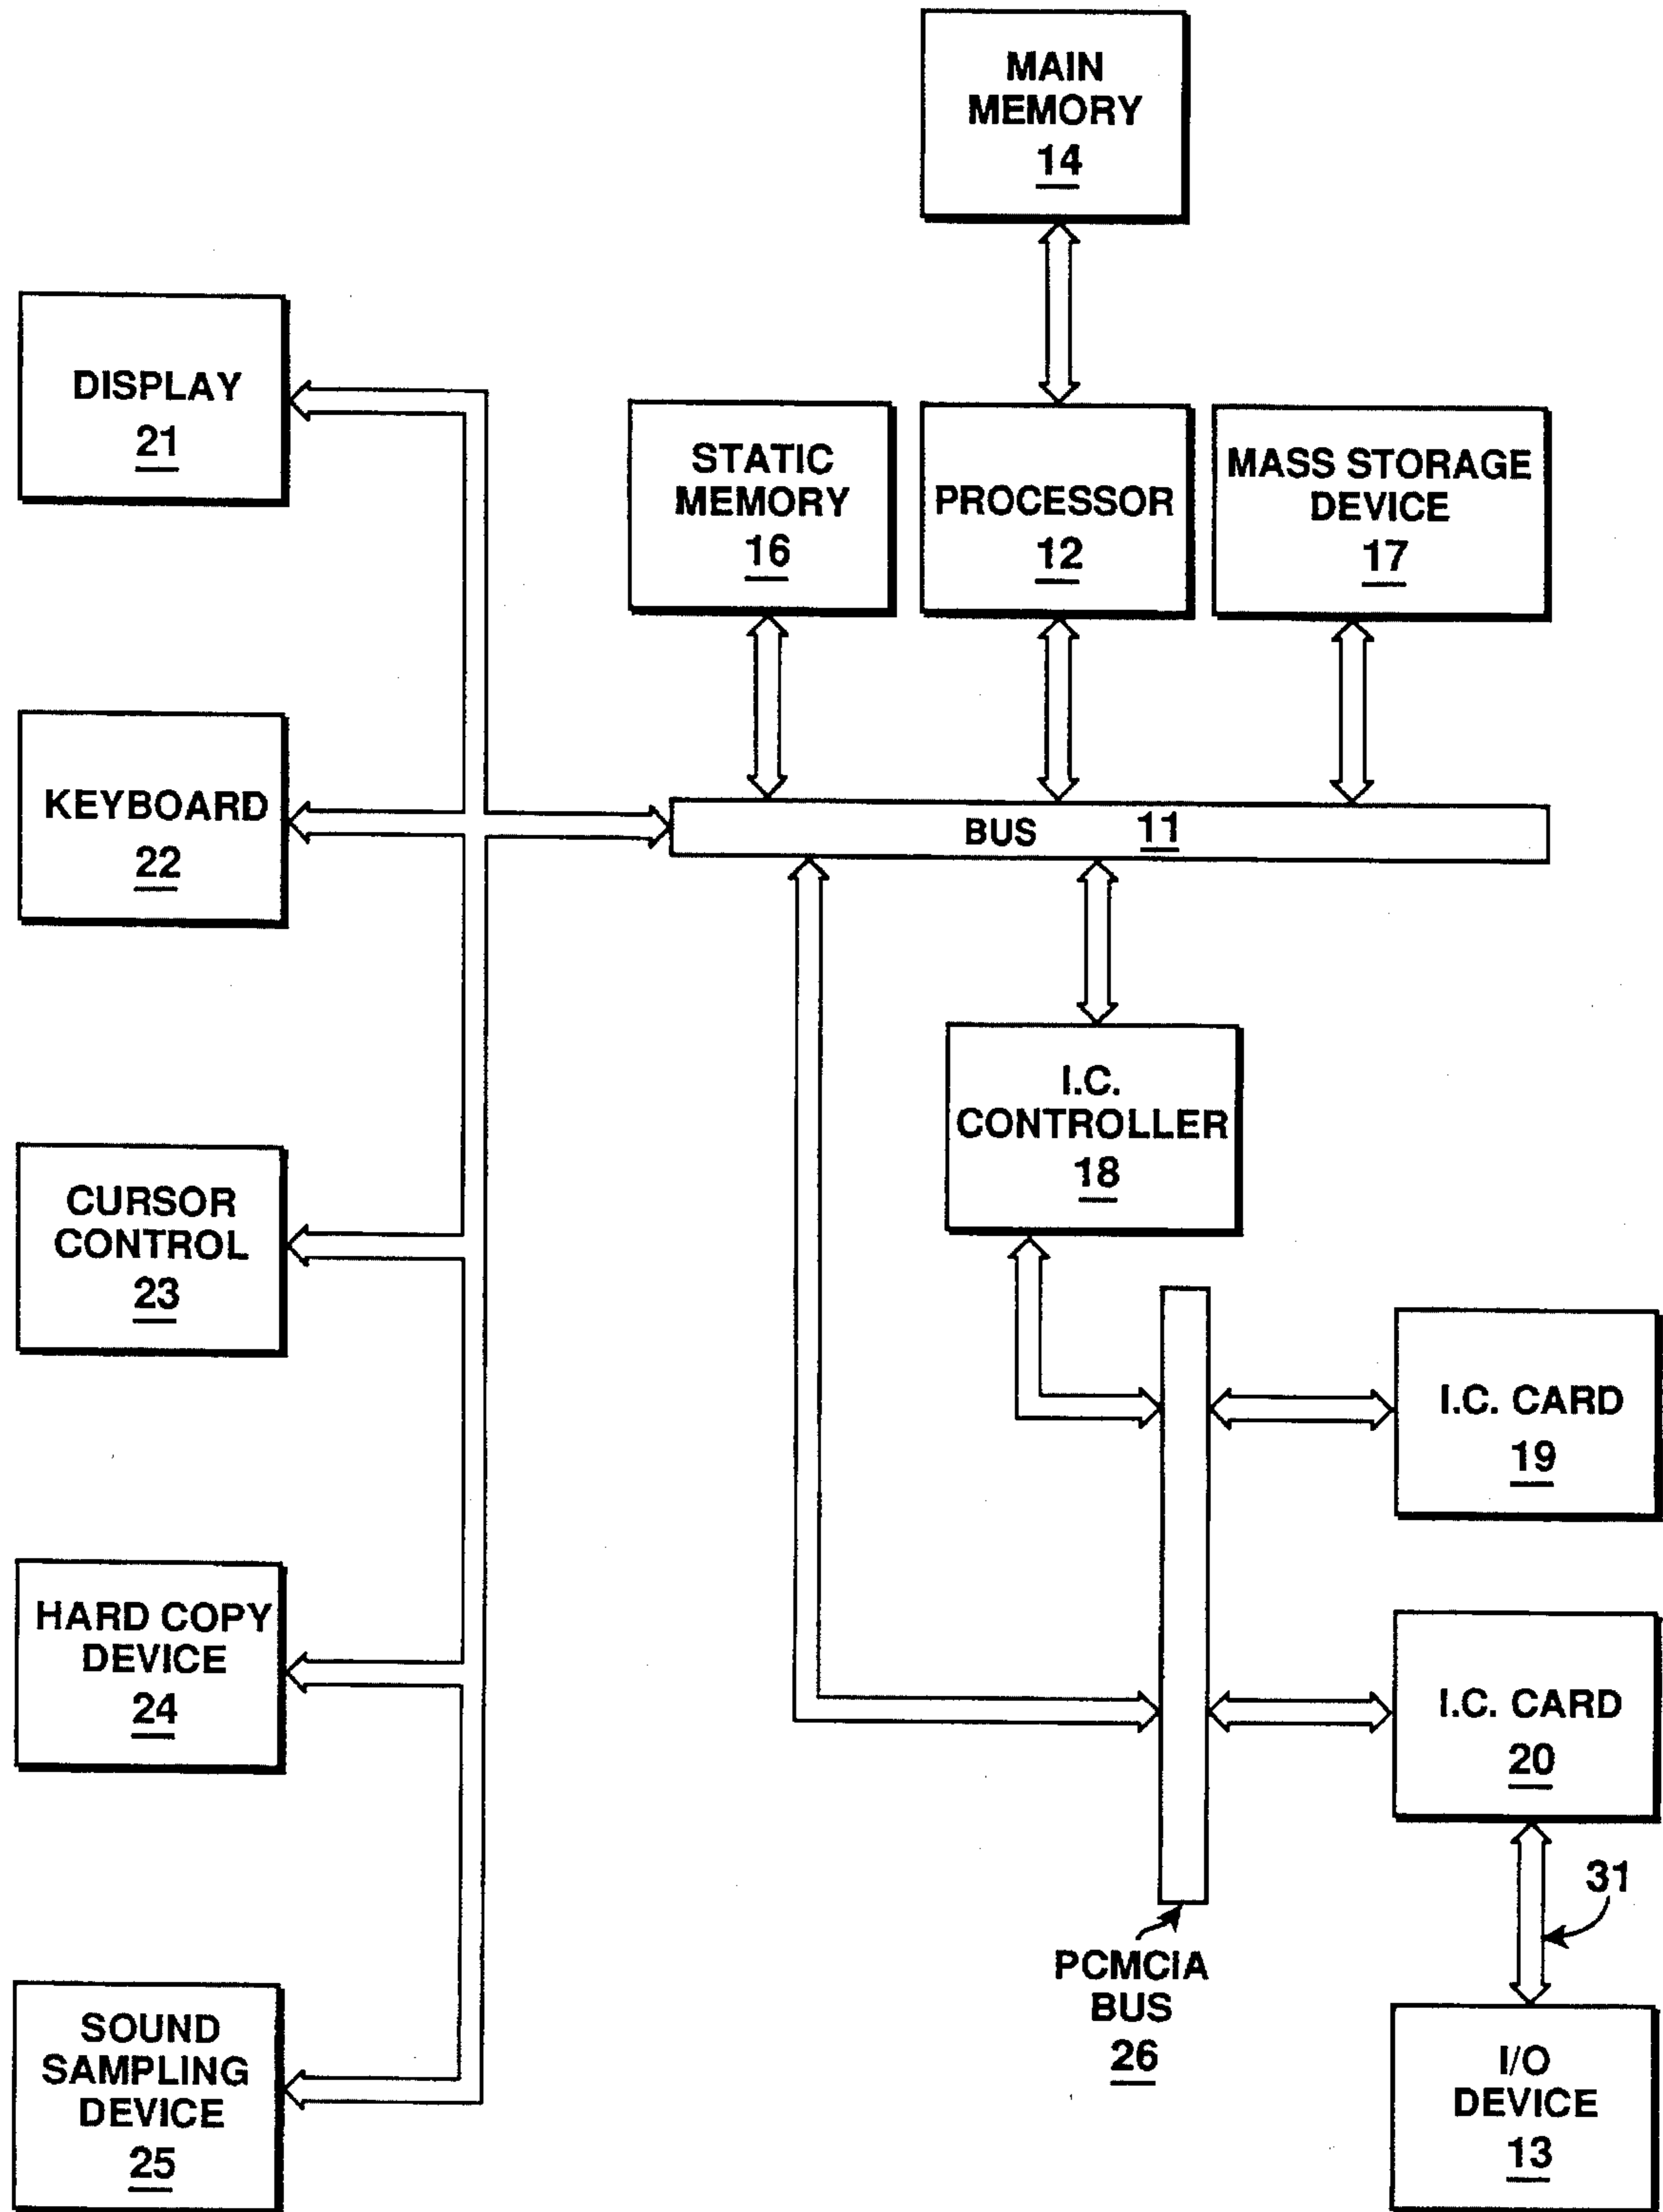 MAIN
MEMORY
14
DISPLAY
21
STATIC
MEMORY
16
PROCESSOR
12
MASS STORAGE
DEVICE
17
KEYBOARD
22
BUS 11
I.C.
CONTROLLER
18
CURSOR
CONTROL
23
I.C. CARD
19
HARD COPY
DEVICE
24
I.C. CARD
20
31
PCMCIA
BUS
26
SOUND
SAMPLING
DEVICE
25
I/O
DEVICE
13